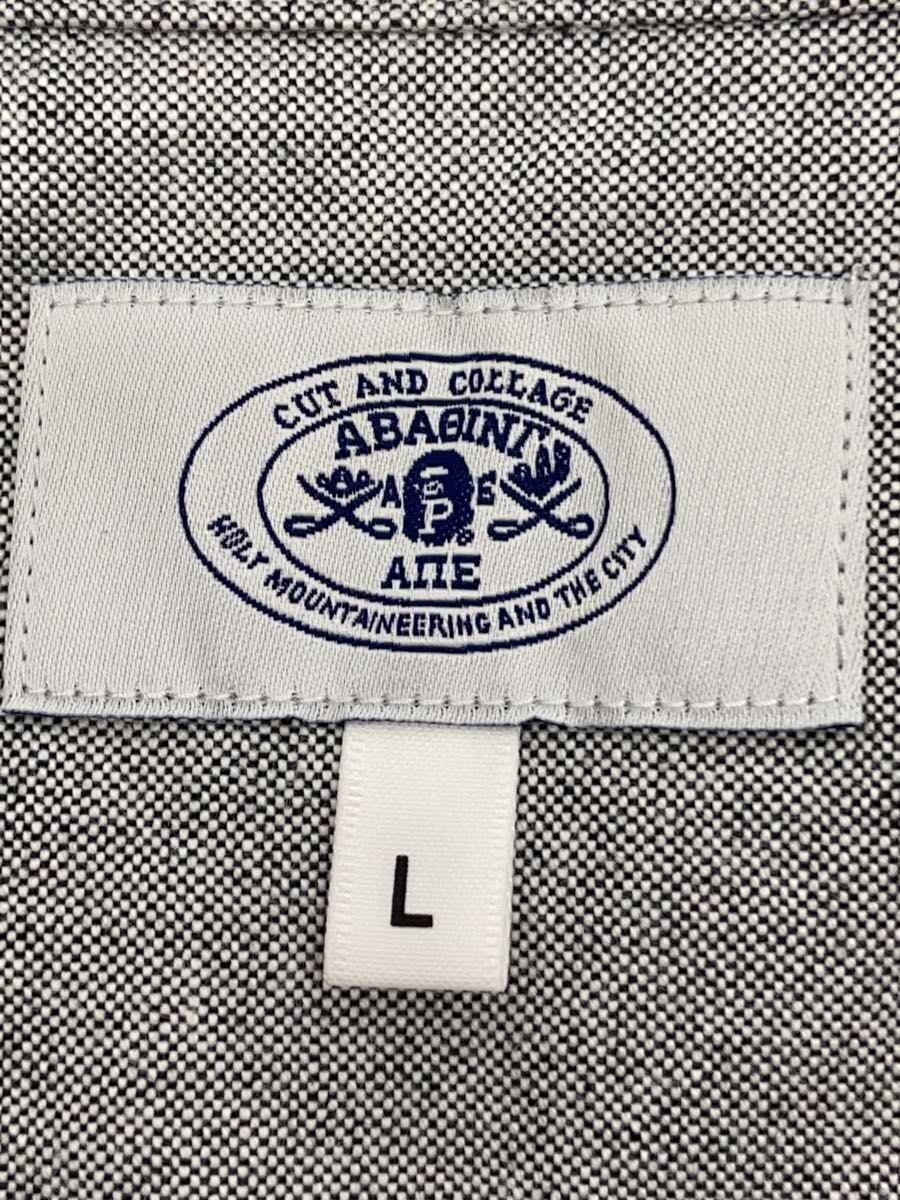 CUT AND COLLAGE
ΑΒΑΘΙΝΓ
A P E
®
ΑΠΕ
HOLY MOUNTAINEERING AND THE CITY
L